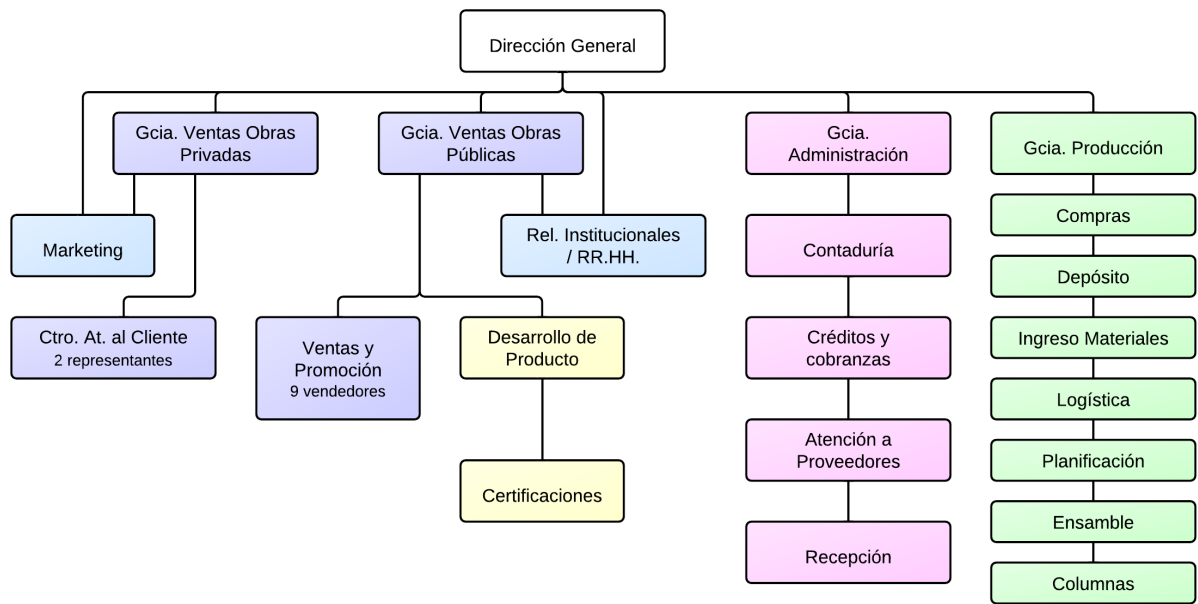 Dirección General
Gcia. Ventas Obras
Privadas
Gcia. Ventas Obras
Públicas
Gcia.
Administración
Gcia. Producción
Marketing
Rel. Institucionales
/ RR.HH.
Contaduría
Compras
Depósito
Ctro. At. al Cliente
2 representantes
Ventas y
Promoción
9 vendedores
Desarrollo de
Producto
Créditos y
cobranzas
Ingreso Materiales
Logística
Certificaciones
Atención a
Proveedores
Planificación
Recepción
Ensamble
Columnas